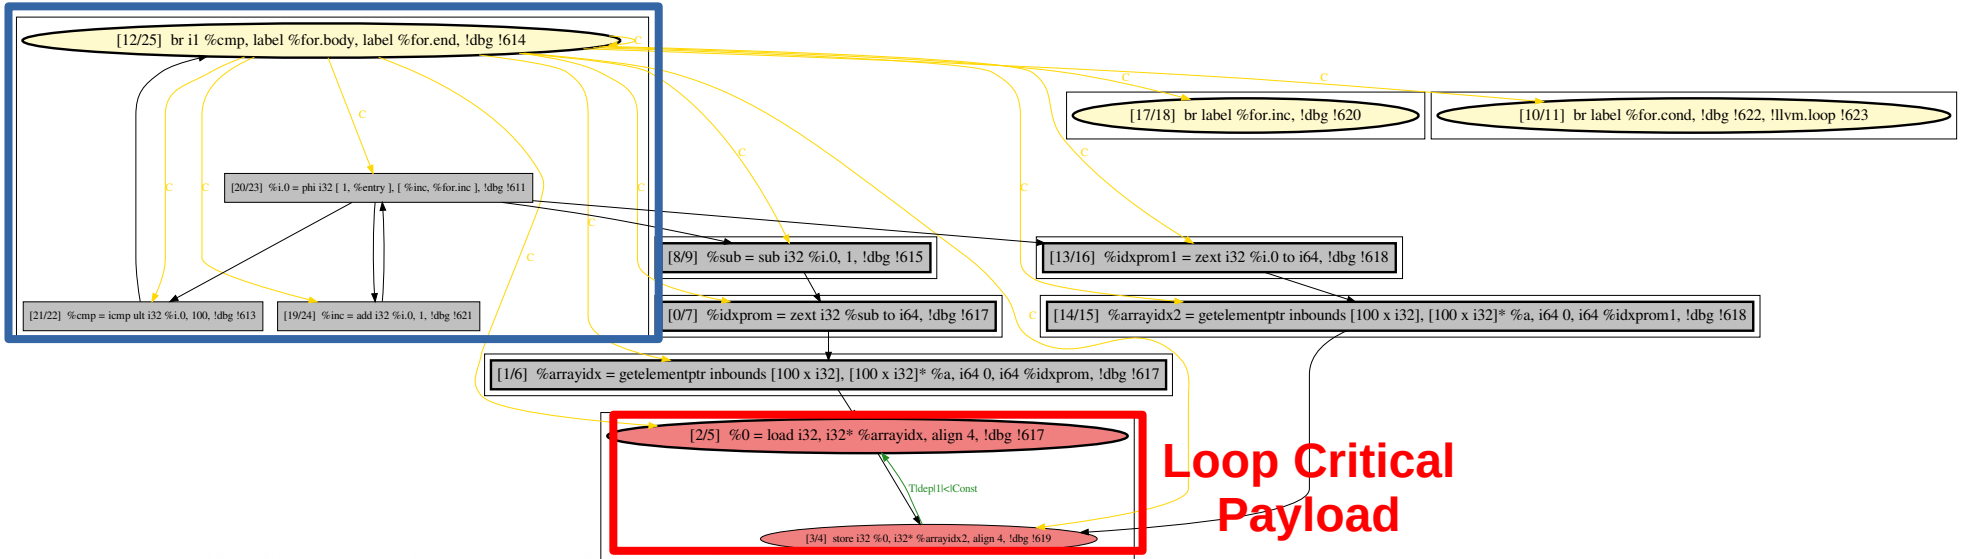 [12/25] br i1 %cmp, label %for.body, label %for.end, !dbg !614
C
C
C
[17/18] br label %for.inc, !dbg !620
[10/11] br label %for.cond, !dbg !622, !llvm.loop !623
C
C
C
[20/23] %i.0 = phi i32 [ 1, %entry ], [ %inc, %for.inc ], !dbg !611
C
C
C
C
C
[8/9] %sub = sub i32 %i.0, 1, !dbg !615
[13/16] %idxprom1 = zext i32 %i.0 to i64, !dbg !618
C
[21/22] %cmp = icmp ult i32 %i.0, 100, !dbg !613
[19/24] %inc = add i32 %i.0, 1, !dbg !621
[0/7] %idxprom = zext i32 %sub to i64, !dbg !617
C
[14/15] %arrayidx2 = getelementptr inbounds [100 x i32], [100 x i32]* %a, i64 0, i64 %idxprom1, !dbg !618
[1/6] %arrayidx = getelementptr inbounds [100 x i32], [100 x i32]* %a, i64 0, i64 %idxprom, !dbg !617
[2/5] %0 = load i32, i32* %arrayidx, align 4, !dbg !617
Loop Critical
Payload
T|dep|1|<|Const
[3/4] store i32 %0, i32* %arrayidx2, align 4, !dbg !619